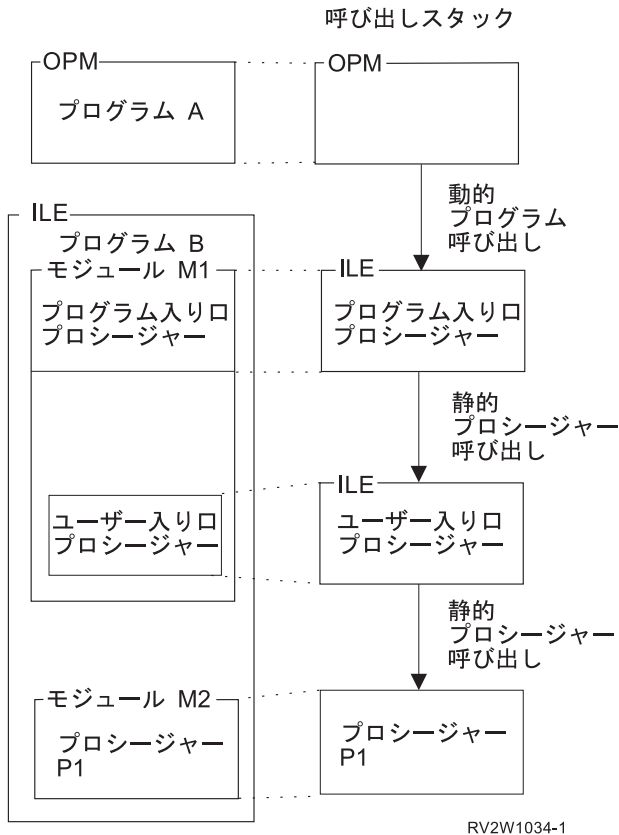 呼び出しスタック
OPM
プログラム A
OPM
動的
プログラム
呼び出し
ILE
プログラム B
モジュール M1
プログラム入り口
プロシージャー
ILE
プログラム入り口
プロシージャー
静的
プロシージャー
呼び出し
ユーザー入り口
プロシージャー
ILE
ユーザー入り口
プロシージャー
静的
プロシージャー
呼び出し
モジュール M2
プロシージャー
P1
プロシージャー
P1
RV2W1034-1